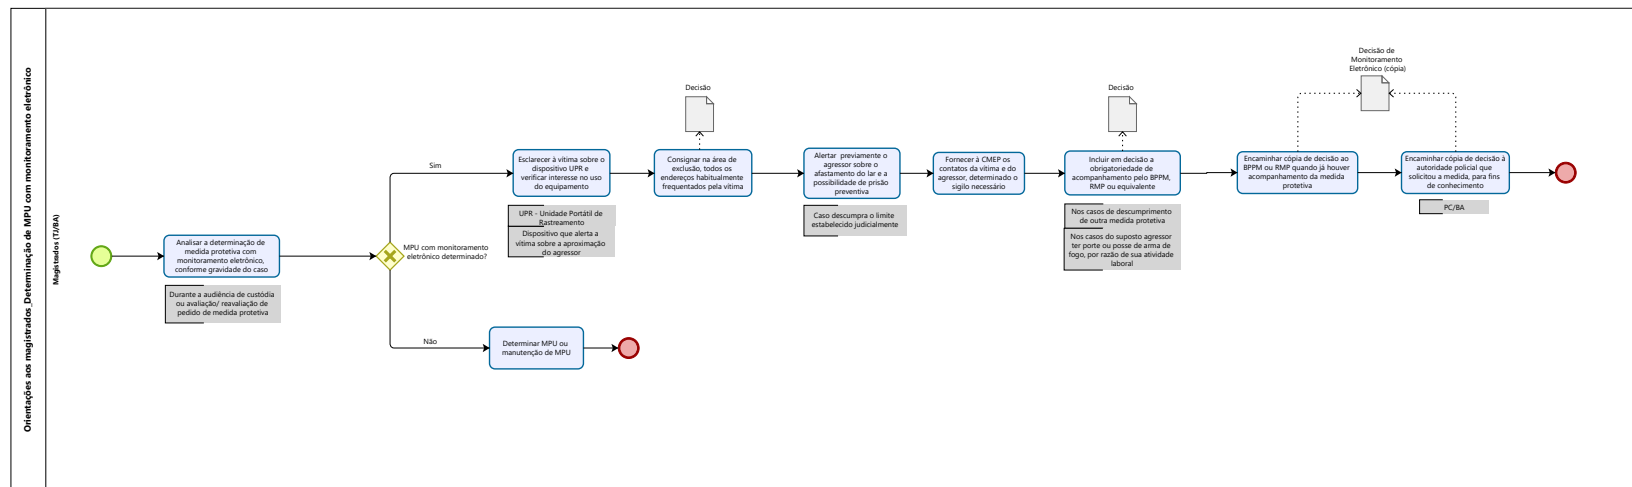 Orientações aos magistrados_Determinação de MPU com monitoramento eletrônico
Magistrados (TJ/BA)
Analisar a determinação de
medida protetiva com
monitoramento eletrônico,
conforme gravidade do caso
Durante a audiência de custódia
ou avaliação/ reavaliação de
pedido de medida protetiva
MPU com monitoramento
eletrônico determinado?
Sim
Esclarecer à vítima sobre o
dispositivo UPR e
verificar interesse no uso
do equipamento
UPR - Unidade Portátil de
Rastreamento
Dispositivo que alerta a
vítima sobre a aproximação
do agressor
Decisão
Consignar na área de
exclusão, todos os
endereços habitualmente
frequentados pela vítima
Alertar  previamente o
agressor sobre o
afastamento do lar e a
possibilidade de prisão
preventiva
Caso descumpra o limite
estabelecido judicialmente
Fornecer à CMEP os
contatos da vítima e do
agressor, determinado o
sigilo necessário
Decisão
Incluir em decisão a
obrigatoriedade de
acompanhamento pelo BPPM,
RMP ou equivalente
Nos casos de descumprimento
de outra medida protetiva
Nos casos do suposto agressor
ter porte ou posse de arma de
fogo, por razão de sua atividade
laboral
Decisão de
Monitoramento
Eletrônico (cópia)
Encaminhar cópia de decisão ao
BPPM ou RMP quando já houver
acompanhamento da medida
protetiva
Encaminhar cópia de decisão à
autoridade policial que
solicitou a medida, para fins
de conhecimento
PC/BA
Não
Determinar MPU ou
manutenção de MPU